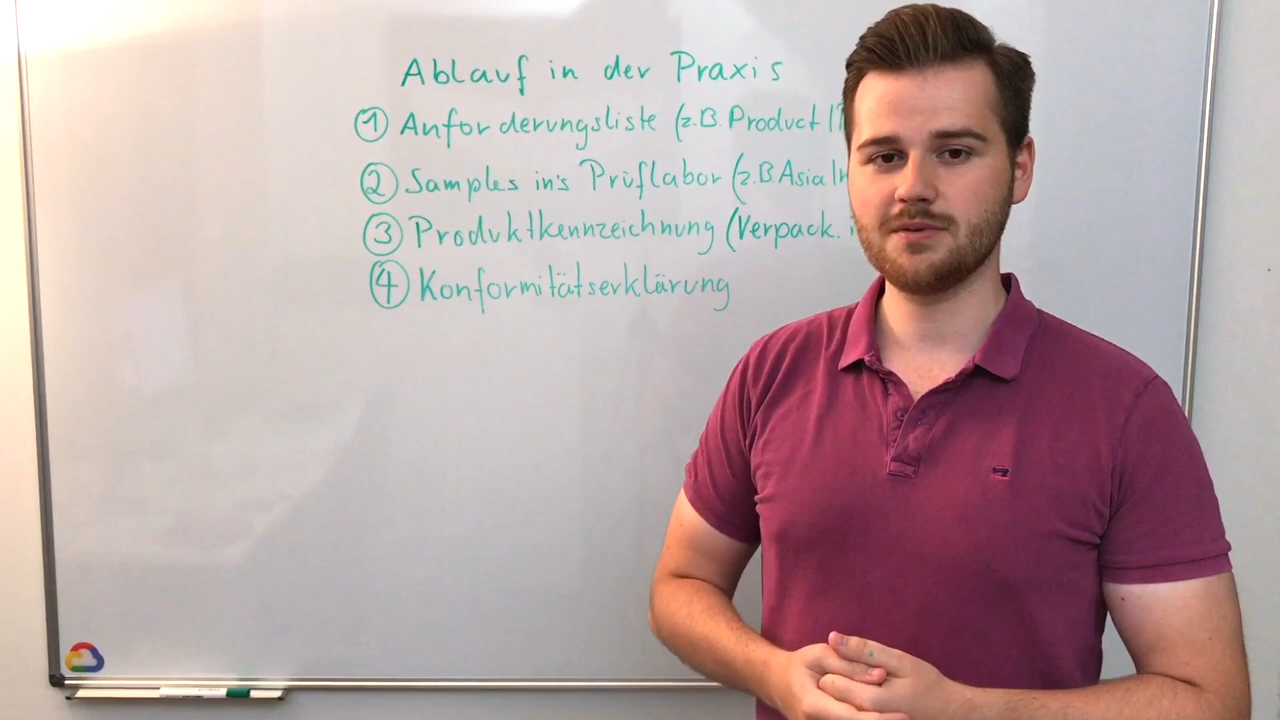 Ablauf in der Praxis
① Anforderungsliste (z.B. Product
② Samples in's Prüflabor (z.B. Asia
③ Produktkennzeichnung (Verpack.
④ Konformitätserklärung